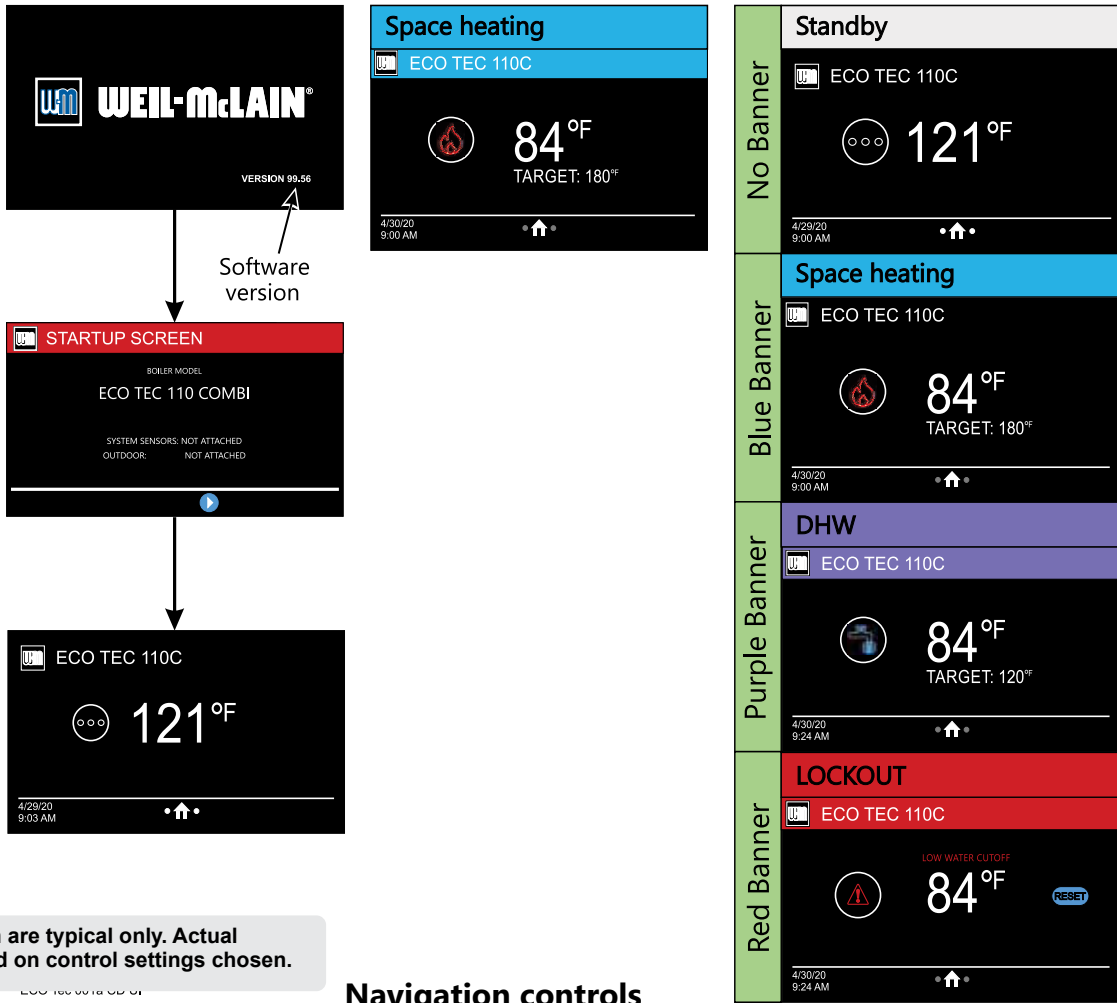 WEIL-McLAIN®
VERSION 99.56
Software
version
STARTUP SCREEN
BOILER MODEL
ECO TEC 110 COMBI
SYSTEM SENSORS: NOT ATTACHED
OUTDOOR: NOT ATTACHED
ECO TEC 110C
121°F
4/29/20
9:03 AM
Space heating
ECO TEC 110C
84°F
TARGET: 180°F
4/30/20
9:00 AM
No Banner
Standby
ECO TEC 110C
121°F
4/29/20
9:00 AM
Blue Banner
Space heating
ECO TEC 110C
84°F
TARGET: 180°F
4/30/20
9:00 AM
Purple Banner
DHW
ECO TEC 110C
84°F
TARGET: 120°F
4/30/20
9:24 AM
Red Banner
LOCKOUT
ECO TEC 110C
LOW WATER CUTOFF
84°F
RESET
4/30/20
9:24 AM
are typical only. Actual
on control settings chosen.
Navigation controls